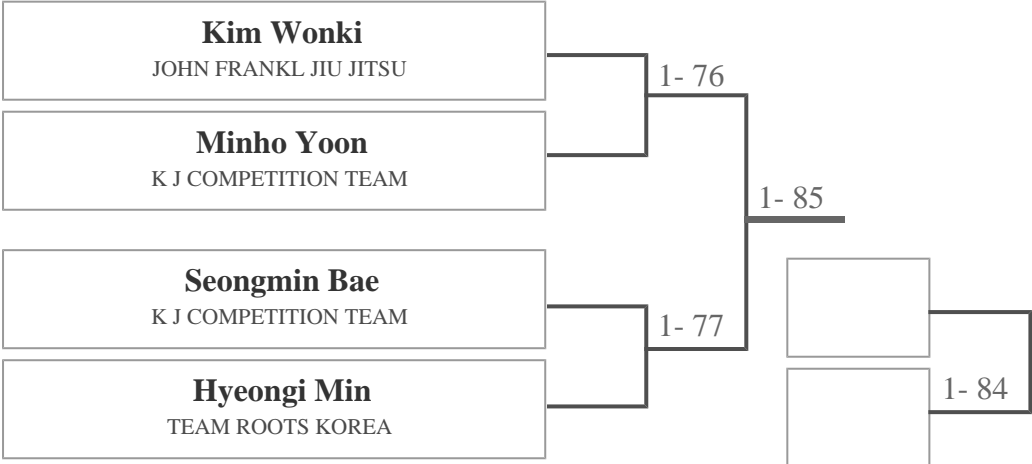 Kim Wonki
JOHN FRANKL JIU JITSU
1- 76
Minho Yoon
K J COMPETITION TEAM
1- 85
Seongmin Bae
K J COMPETITION TEAM
1- 77
Hyeongi Min
TEAM ROOTS KOREA
1- 84